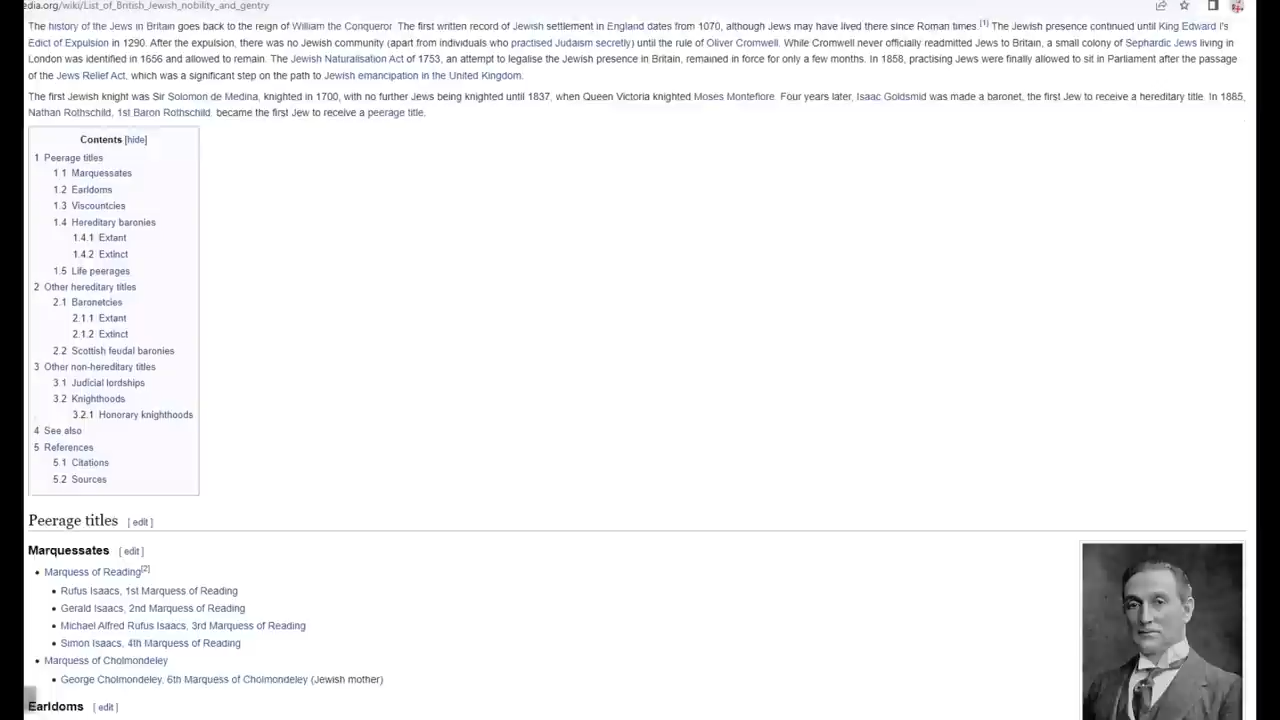 edia.org/wiki/List_of_British_Jewish_nobility_and_gentry
The history of the Jews in Britain goes back to the reign of William the Conqueror. The first written record of Jewish settlement in England dates from 1070, although Jews may have lived there since Roman times.[1] The Jewish presence continued until King Edward I's
Edict of Expulsion in 1290. After the expulsion, there was no Jewish community (apart from individuals who practised Judaism secretly) until the rule of Oliver Cromwell. While Cromwell never officially readmitted Jews to Britain, a small colony of Sephardic Jews living in
London was identified in 1656 and allowed to remain. The Jewish Naturalisation Act of 1753, an attempt to legalise the Jewish presence in Britain, remained in force for only a few months. In 1858, practising Jews were finally allowed to sit in Parliament after the passage
of the Jews Relief Act, which was a significant step on the path to Jewish emancipation in the United Kingdom.
The first Jewish knight was Sir Solomon de Medina, knighted in 1700, with no further Jews being knighted until 1837, when Queen Victoria knighted Moses Montefiore. Four years later, Isaac Goldsmid was made a baronet, the first Jew to receive a hereditary title. In 1885,
Nathan Rothschild, 1st Baron Rothschild, became the first Jew to receive a peerage title.
Contents [hide]
1 Peerage titles
1.1 Marquessates
1.2 Earldoms
1.3 Viscountcies
1.4 Hereditary baronies
1.4.1 Extant
1.4.2 Extinct
1.5 Life peerages
2 Other hereditary titles
2.1 Baronetcies
2.1.1 Extant
2.1.2 Extinct
2.2 Scottish feudal baronies
3 Other non-hereditary titles
3.1 Judicial lordships
3.2 Knighthoods
3.2.1 Honorary knighthoods
4 See also
5 References
5.1 Citations
5.2 Sources
Peerage titles [ edit ]
Marquessates [ edit ]
• Marquess of Reading[2]
• Rufus Isaacs, 1st Marquess of Reading
• Gerald Isaacs, 2nd Marquess of Reading
• Michael Alfred Rufus Isaacs, 3rd Marquess of Reading
• Simon Isaacs, 4th Marquess of Reading
• Marquess of Cholmondeley
• George Cholmondeley, 6th Marquess of Cholmondeley (Jewish mother)
Earldoms [ edit ]